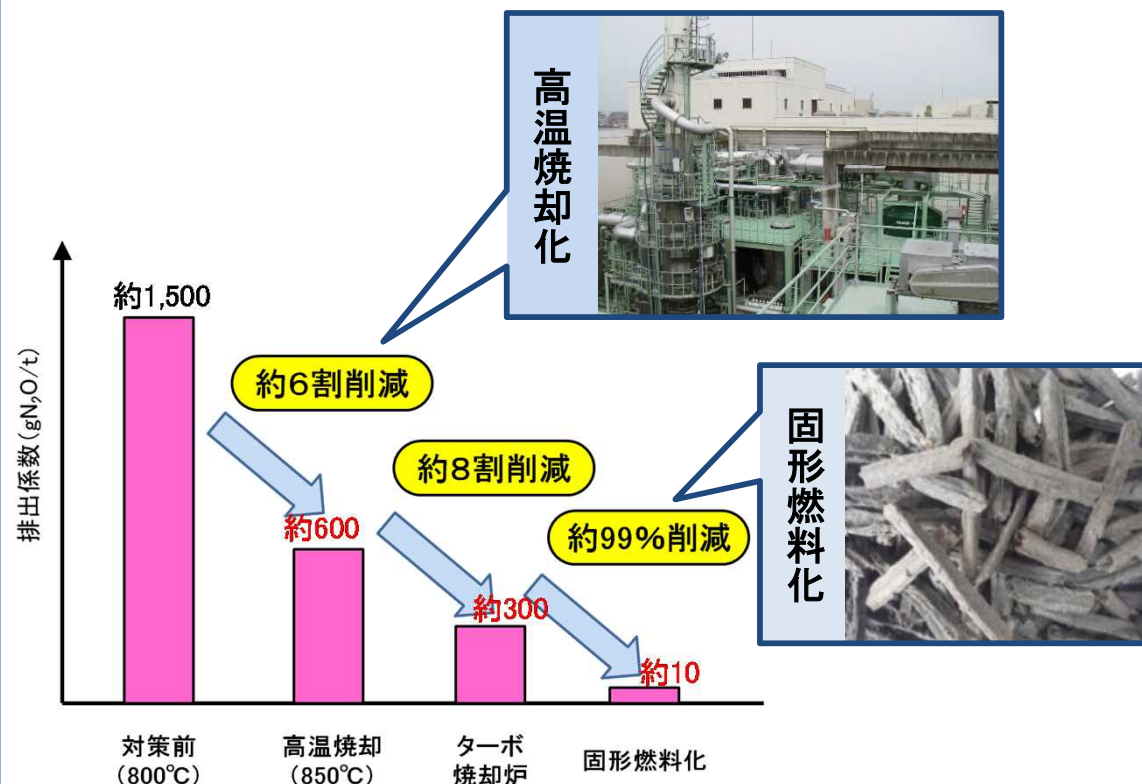 高温焼却化
約1,500
約6割削減
約8割削減
約99%削減
固形燃料化
約600
約300
約10
排出係数(gN₂O/t)
対策前
(800℃)
高温焼却
(850℃)
ターボ
焼却炉
固形燃料化